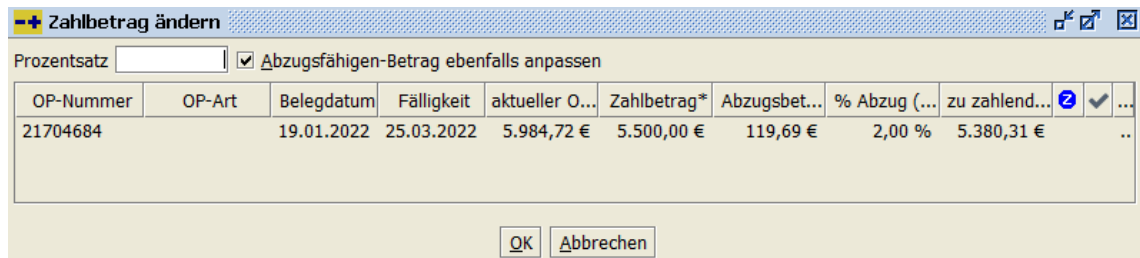 Zahlbetrag ändern
Prozentsatz Abzugsfähigen-Betrag ebenfalls anpassen
OP-Nummer OP-Art Belegdatum Fälligkeit aktueller O... Zahlbetrag* Abzugsbet... % Abzug (... zu zahlend... Z ...
21704684 19.01.2022 25.03.2022 5.984,72 € 5.500,00 € 119,69 € 2,00 % 5.380,31 € ..
OK Abbrechen